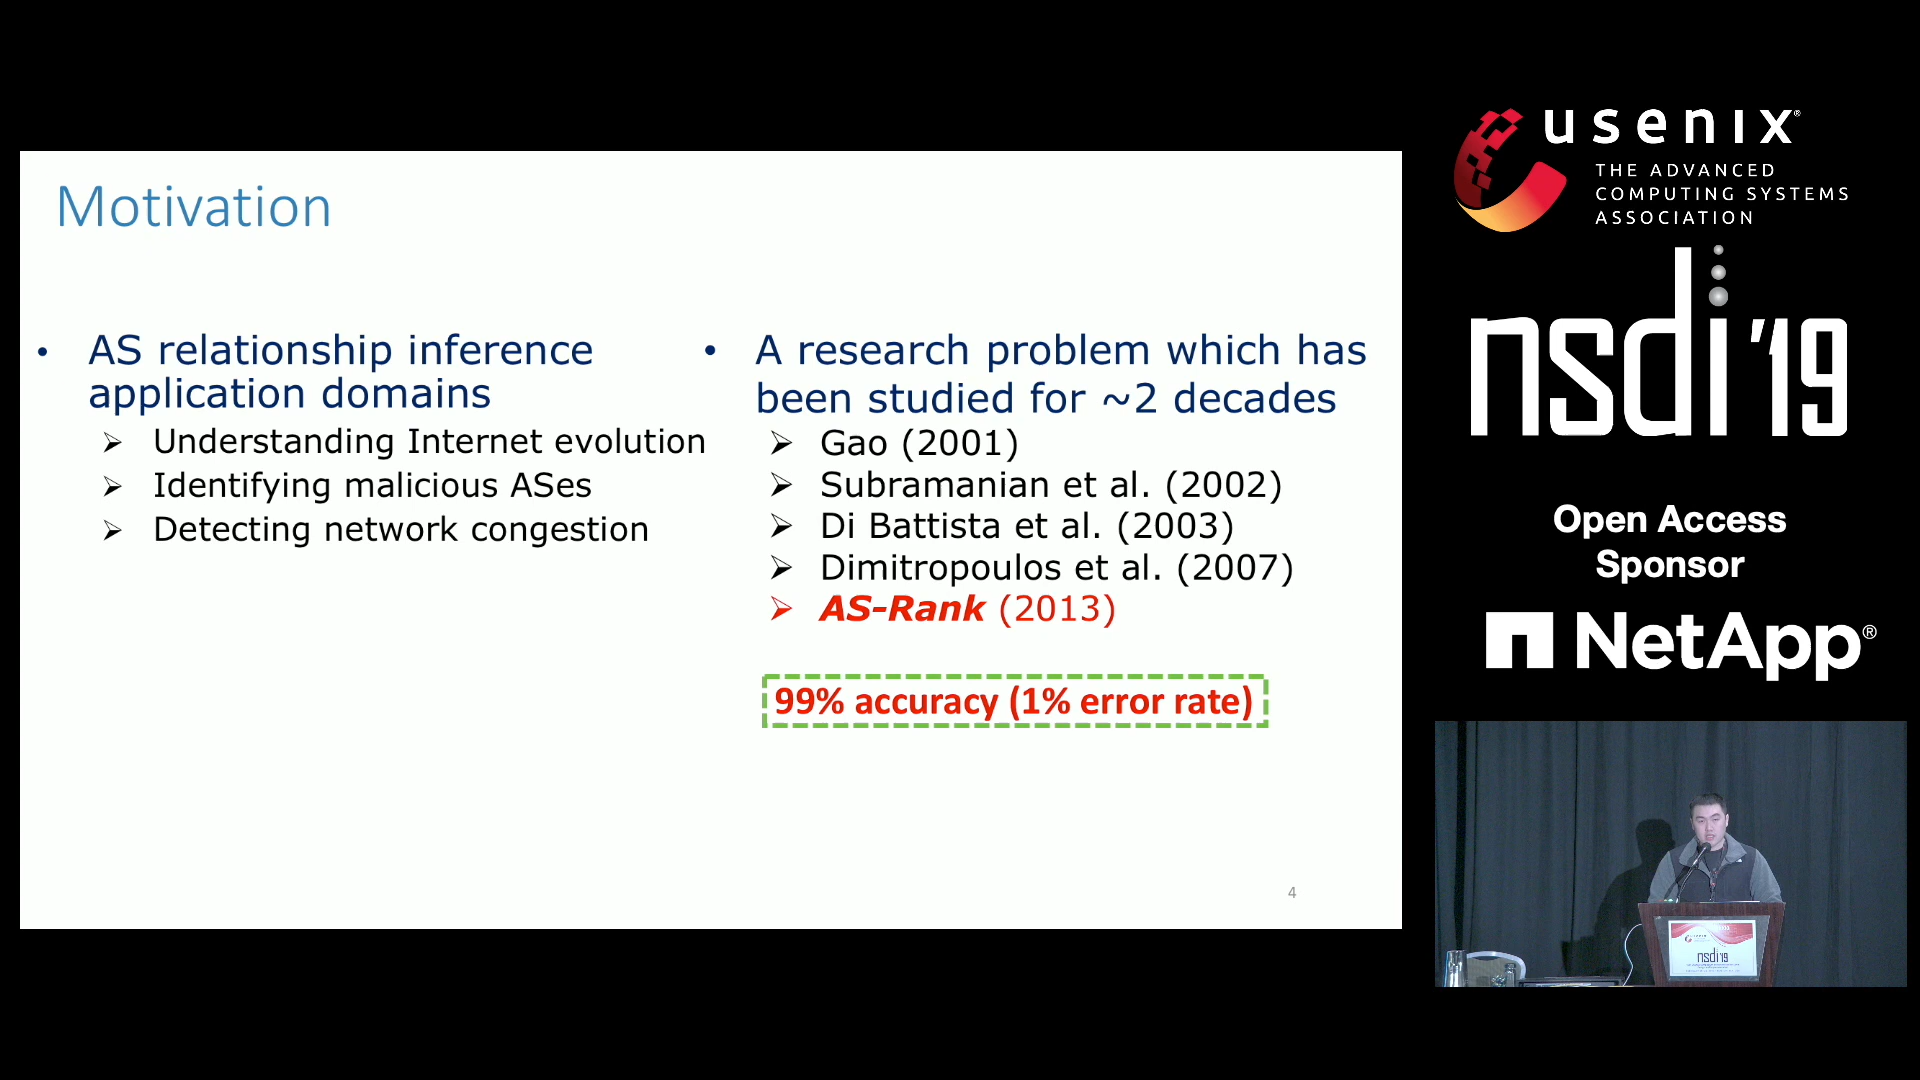 Motivation
• AS relationship inference
application domains
➢ Understanding Internet evolution
➢ Identifying malicious ASes
➢ Detecting network congestion
• A research problem which has
been studied for ~2 decades
➢ Gao (2001)
➢ Subramanian et al. (2002)
➢ Di Battista et al. (2003)
➢ Dimitropoulos et al. (2007)
➢ AS-Rank (2013)
99% accuracy (1% error rate)
4
usenix®
THE ADVANCED
COMPUTING SYSTEMS
ASSOCIATION
nsdi '19
Open Access
Sponsor
NetApp®
usenix
nsdi '19